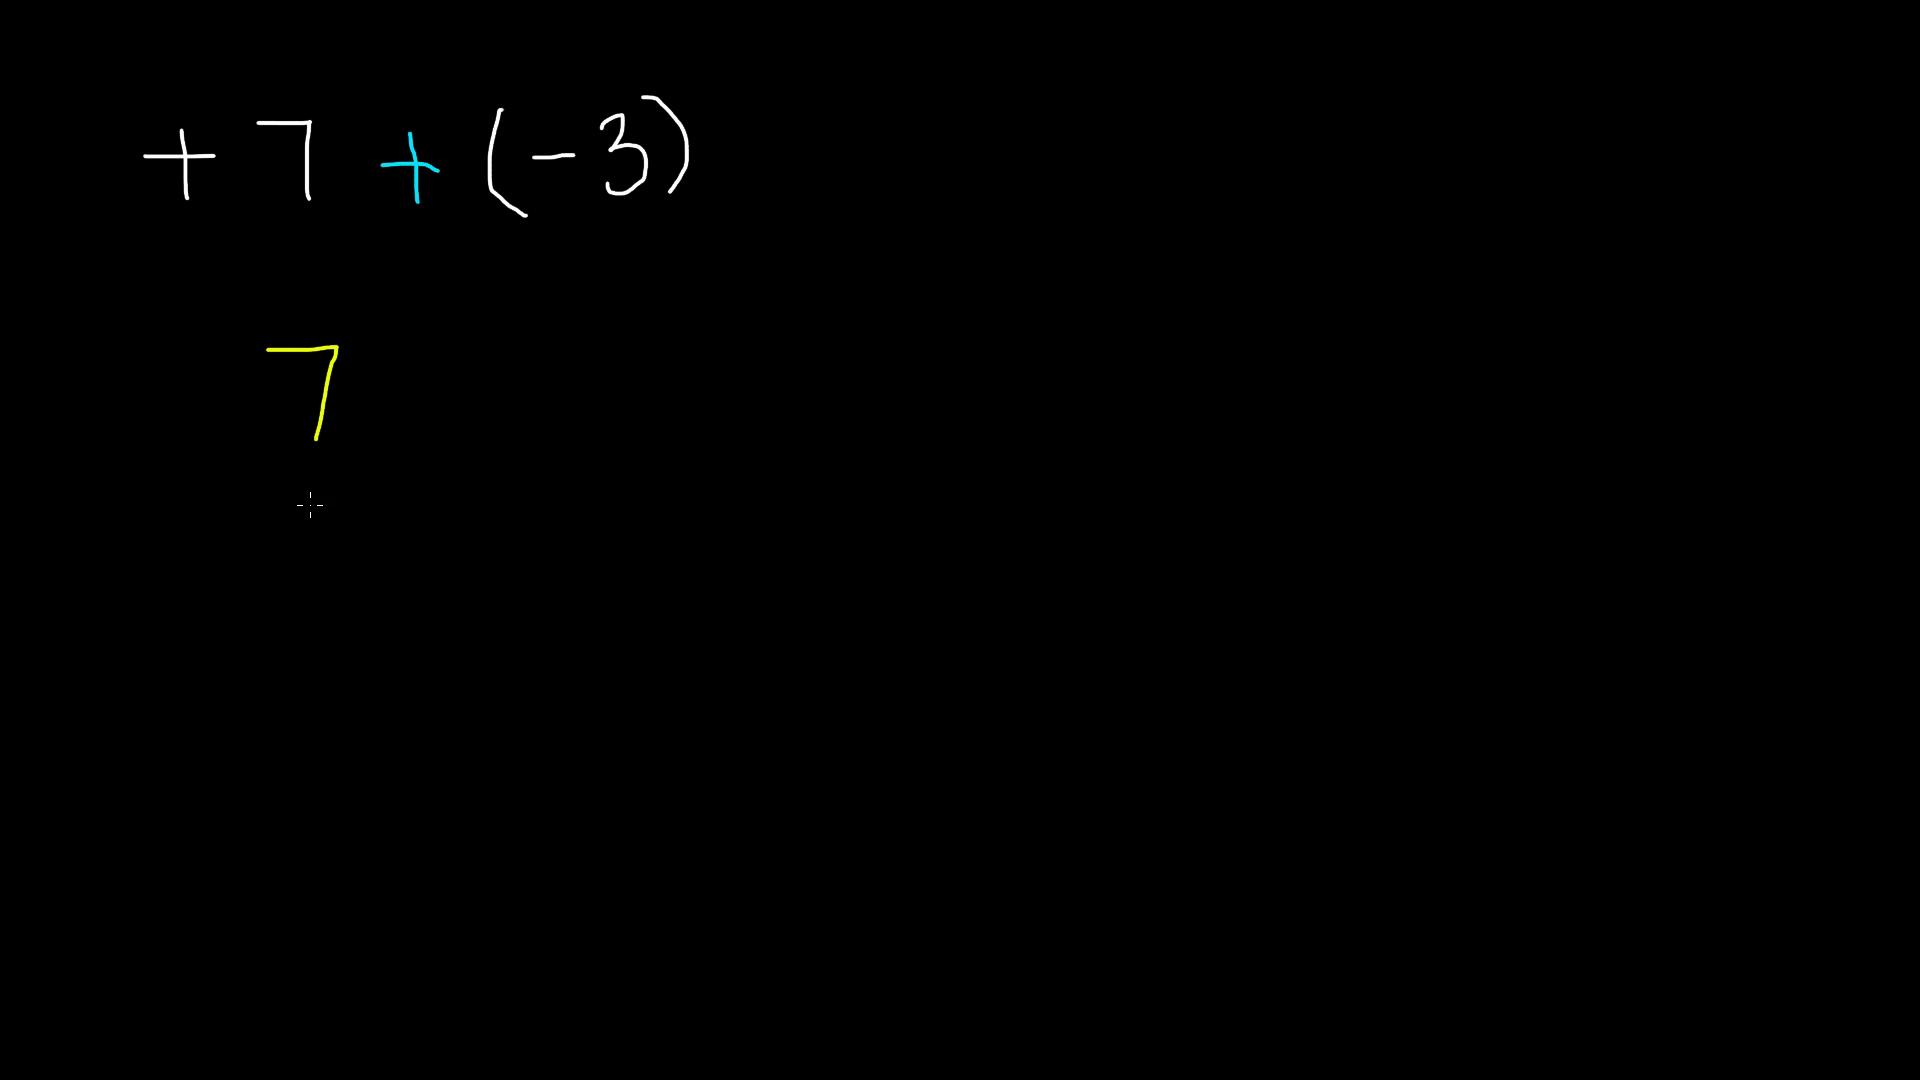 + 7 + (-3)
7